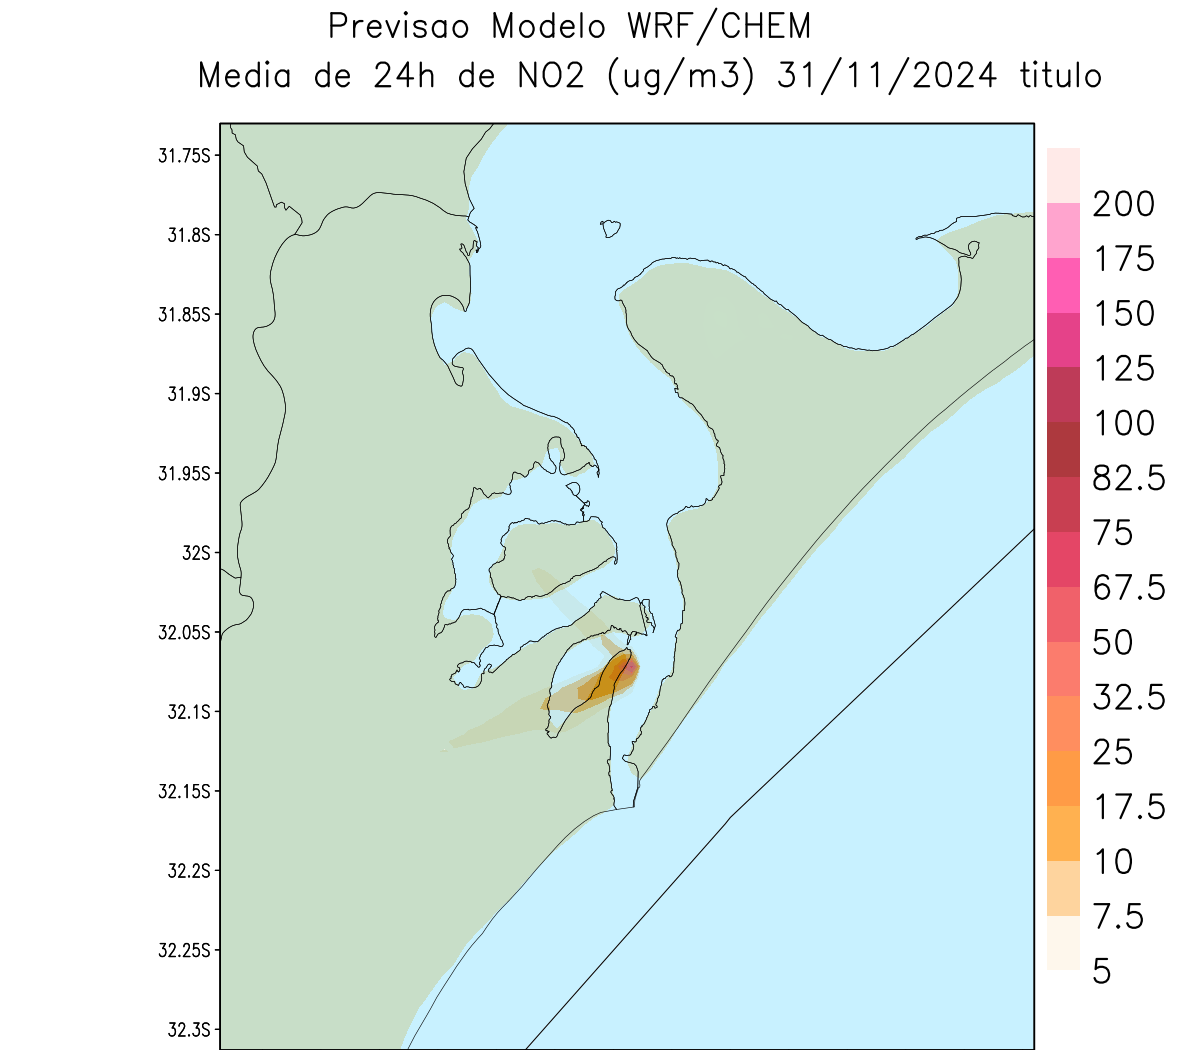 Previsao Modelo WRF/CHEM
Media de 24h de NO2 (ug/m3) 31/11/2024 titulo
31.75S
31.8S
31.85S
31.9S
31.95S
32S
32.05S
32.1S
32.15S
32.2S
32.25S
32.3S
200
175
150
125
100
82.5
75
67.5
50
32.5
25
17.5
10
7.5
5